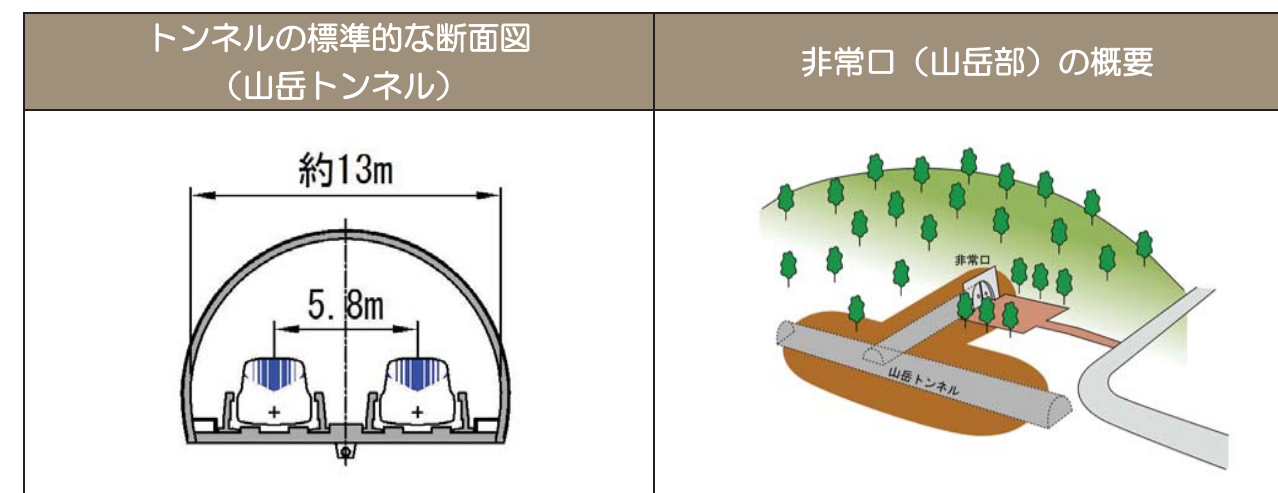 トンネルの標準的な断面図
（山岳トンネル）
非常口（山岳部）の概要
約13m
5.8m
非常口
山岳トンネル